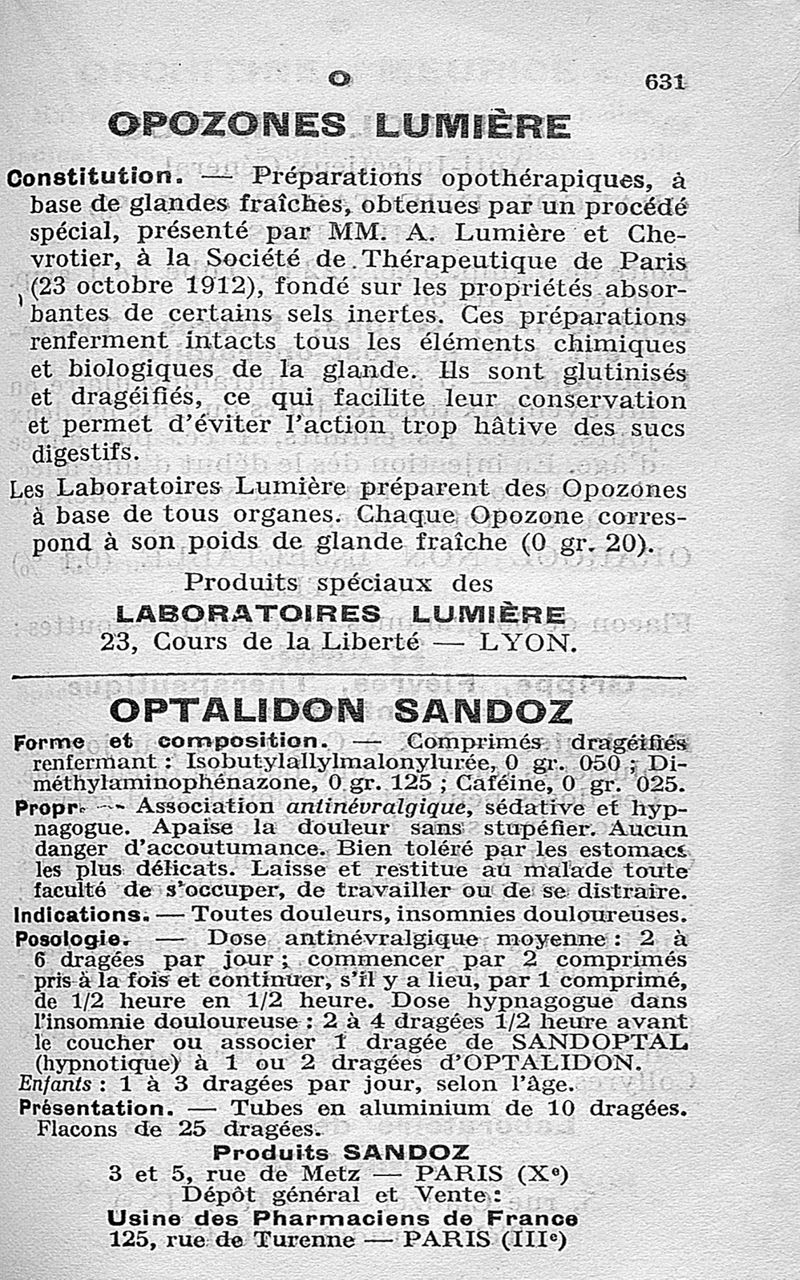 O 631
OPOZONES LUMIÈRE
Constitution. — Préparations opothérapiques, à
base de glandes fraîches, obtenues par un procédé
spécial, présenté par MM. A. Lumière et Che-
vrotier, à la Société de Thérapeutique de Paris
(23 octobre 1912), fondé sur les propriétés absor-
bantes de certains sels inertes. Ces préparations
renferment intacts tous les éléments chimiques
et biologiques de la glande. Ils sont glutinisés
et dragéifiés, ce qui facilite leur conservation
et permet d'éviter l'action trop hâtive des sucs
digestifs.
Les Laboratoires Lumière préparent des Opozones
à base de tous organes. Chaque Opozone corres-
pond à son poids de glande fraîche (0 gr. 20).
Produits spéciaux des
LABORATOIRES LUMIÈRE
23, Cours de la Liberté — LYON.
OPTALIDON SANDOZ
Forme et composition. — Comprimés dragéifiés
renfermant : Isobutylallylmalonylurée, 0 gr. 050 ; Di-
méthylaminophénazone, 0 gr. 125 ; Caféine, 0 gr. 025.
Propr. — Association antinévralgique, sédative et hyp-
nagogue. Apaise la douleur sans stupéfier. Aucun
danger d'accoutumance. Bien toléré par les estomacs
les plus délicats. Laisse et restitue au malade toute
faculté de s'occuper, de travailler ou de se distraire.
Indications. — Toutes douleurs, insomnies douloureuses.
Posologie. — Dose antinévralgique moyenne : 2 à
6 dragées par jour ; commencer par 2 comprimés
pris à la fois et continuer, s'il y a lieu, par 1 comprimé,
de 1/2 heure en 1/2 heure. Dose hypnagogue dans
l'insomnie douloureuse : 2 à 4 dragées 1/2 heure avant
le coucher ou associer 1 dragée de SANDOPTAL
(hypnotique) à 1 ou 2 dragées d'OPTALIDON.
Enfants : 1 à 3 dragées par jour, selon l'âge.
Présentation. — Tubes en aluminium de 10 dragées.
Flacons de 25 dragées.
Produits SANDOZ
3 et 5, rue de Metz — PARIS (Xe)
Dépôt général et Vente :
Usine des Pharmaciens de France
125, rue de Turenne — PARIS (IIIe)